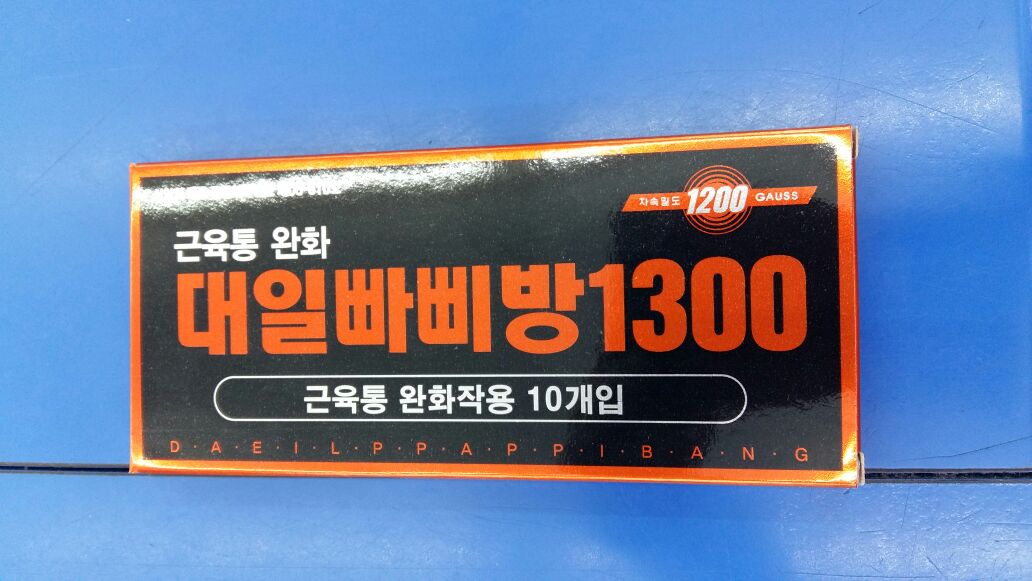 자속밀도 1200 GAUSS
근육통 완화
대일빠삐방1300
근육통 완화작용 10개입
D·A·E·I·L·P·P·A·P·P·I·B·A·N·G